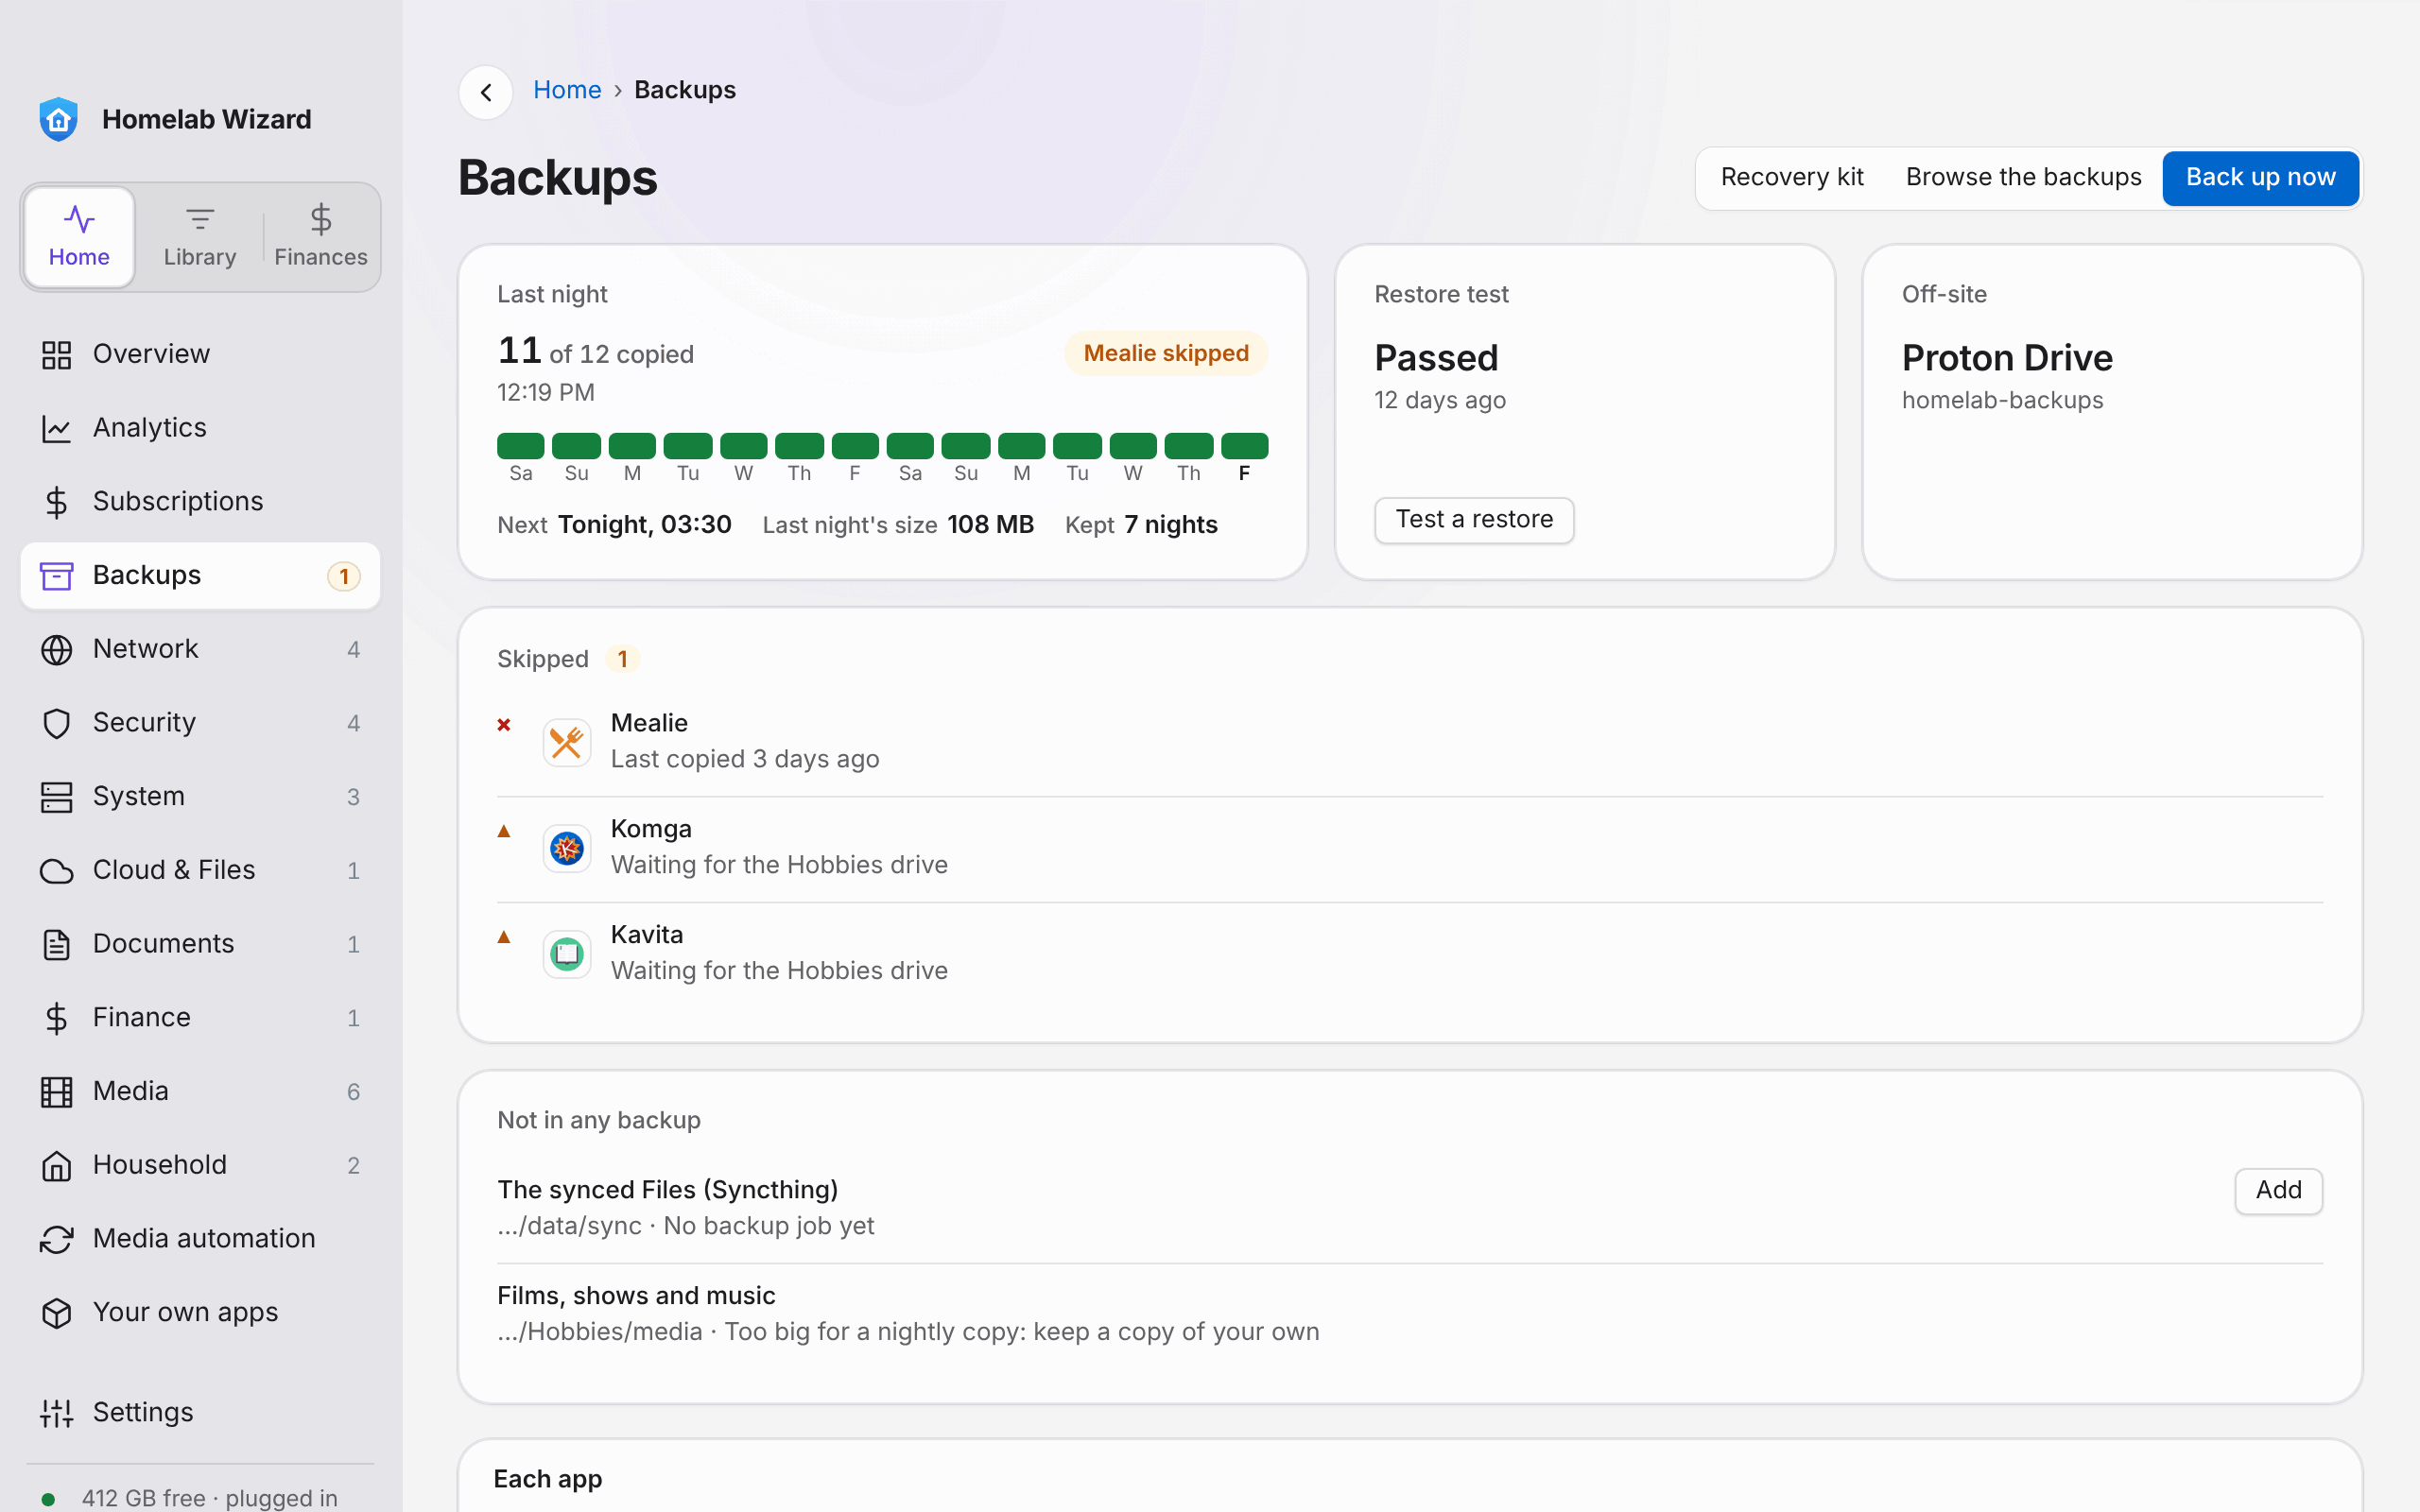 Homelab Wizard
Home
Library
Finances
Overview
Analytics
Subscriptions
Backups 1
Network 4
Security 4
System 3
Cloud & Files 1
Documents 1
Finance 1
Media 6
Household 2
Media automation
Your own apps
Settings
412 GB free · plugged in
Home › Backups
Backups
Recovery kit
Browse the backups
Back up now
Last night
11 of 12 copied
Mealie skipped
12:19 PM
Sa Su M Tu W Th F Sa Su M Tu W Th F
Next Tonight, 03:30 Last night's size 108 MB Kept 7 nights
Restore test
Passed
12 days ago
Test a restore
Off-site
Proton Drive
homelab-backups
Skipped 1
Mealie
Last copied 3 days ago
Komga
Waiting for the Hobbies drive
Kavita
Waiting for the Hobbies drive
Not in any backup
The synced Files (Syncthing)
.../data/sync · No backup job yet
Add
Films, shows and music
.../Hobbies/media · Too big for a nightly copy: keep a copy of your own
Each app